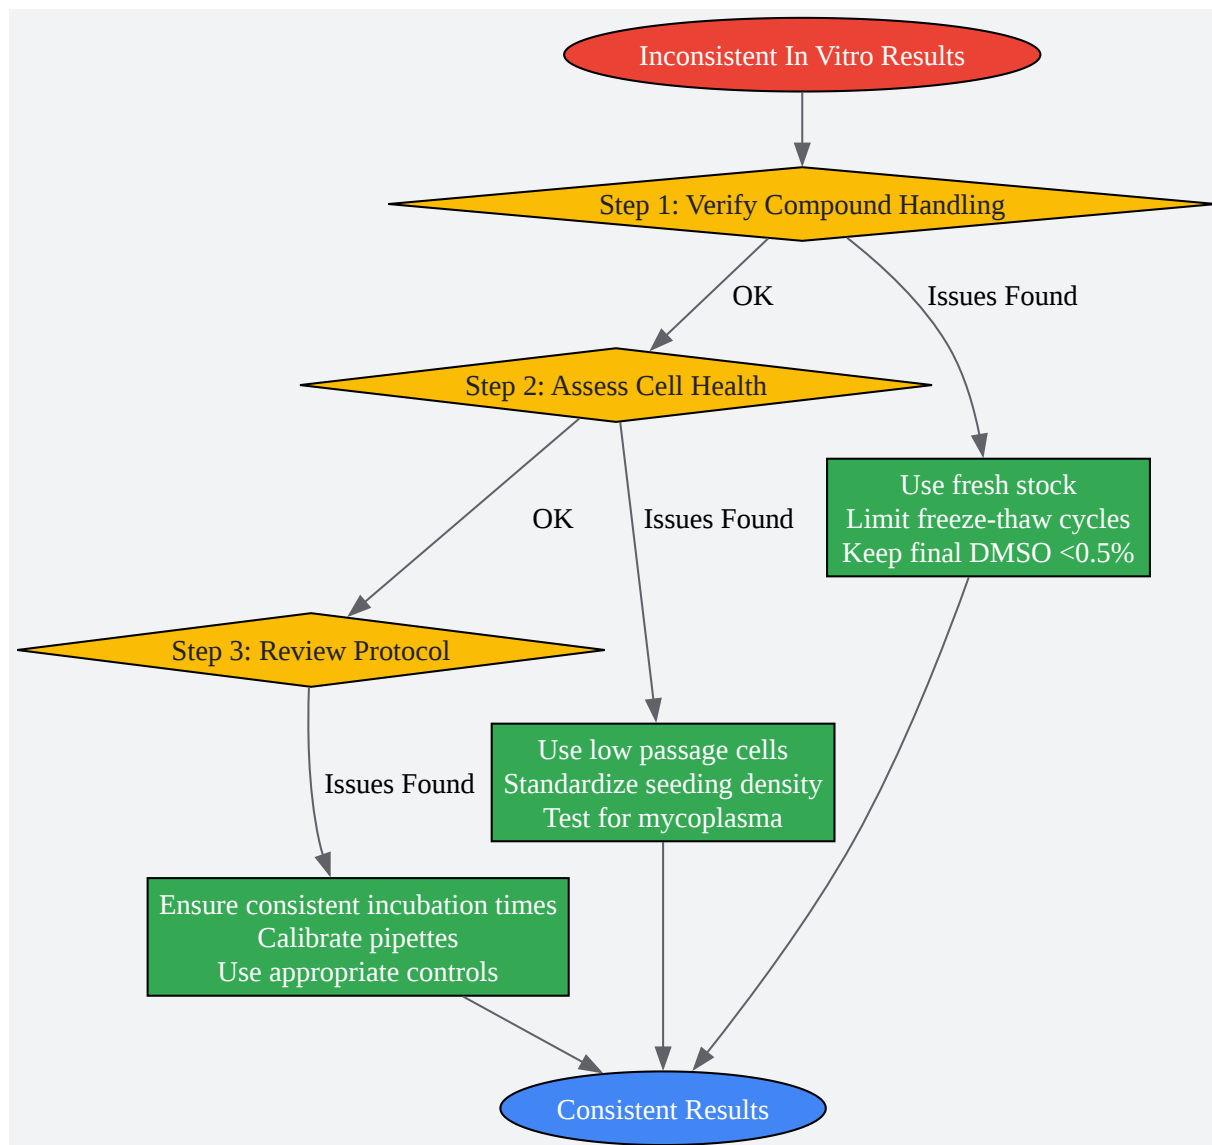 Inconsistent In Vitro Results
Step 1: Verify Compound Handling
OK
Issues Found
Step 2: Assess Cell Health
Use fresh stock
Limit freeze-thaw cycles
Keep final DMSO <0.5%
OK
Issues Found
Step 3: Review Protocol
Use low passage cells
Standardize seeding density
Test for mycoplasma
Issues Found
Ensure consistent incubation times
Calibrate pipettes
Use appropriate controls
Consistent Results